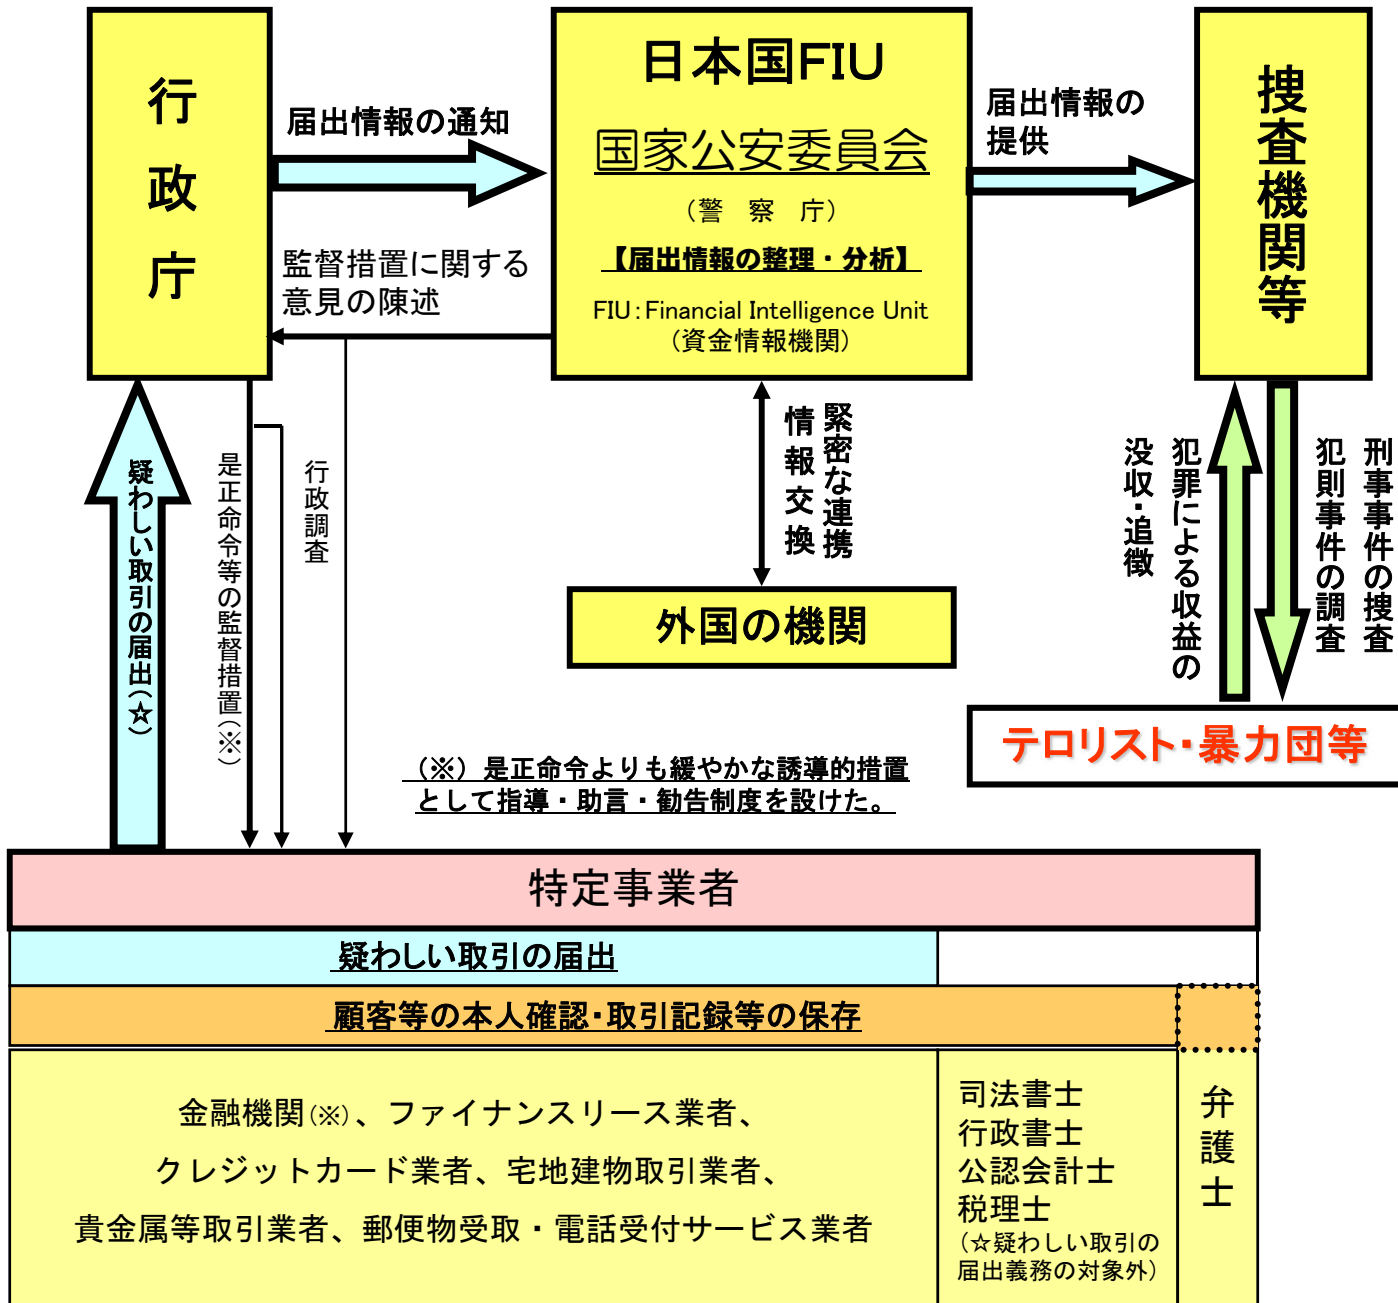 行政庁
届出情報の通知
監督措置に関する
意見の陳述
日本国FIU
国家公安委員会
（警　察　庁）
【届出情報の整理・分析】
FIU：Financial Intelligence Unit
（資金情報機関）
届出情報の
提供
捜査機関等
疑わしい取引の届出（☆）
是正命令等の監督措置（※）
行政調査
緊密な連携
情報交換
犯罪による収益の
没収・追徴
刑事事件の捜査
犯則事件の調査
外国の機関
テロリスト・暴力団等
（※）是正命令よりも緩やかな誘導的措置
として指導・助言・勧告制度を設けた。
特定事業者
疑わしい取引の届出
顧客等の本人確認・取引記録等の保存
金融機関（※）、ファイナンスリース業者、
クレジットカード業者、宅地建物取引業者、
貴金属等取引業者、郵便物受取・電話受付サービス業者
司法書士
行政書士
公認会計士
税理士
（☆疑わしい取引の
届出義務の対象外）
弁護士